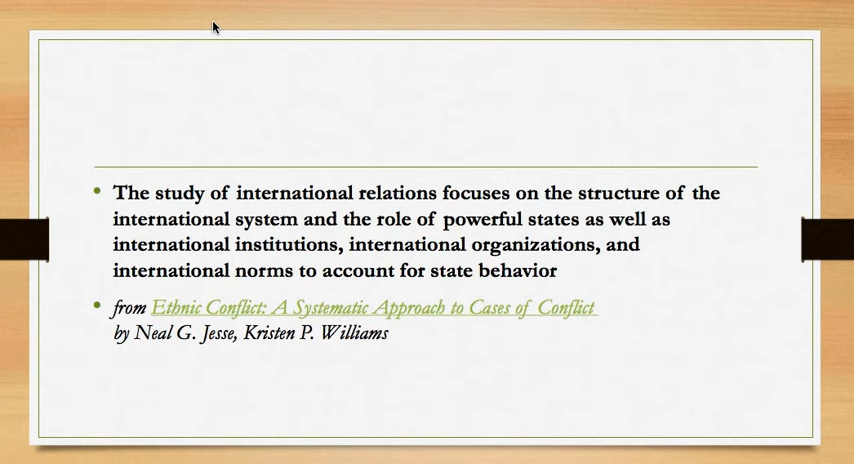 The study of international relations focuses on the structure of the
international system and the role of powerful states as well as
international institutions, international organizations, and
international norms to account for state behavior
from Ethnic Conflict: A Systematic Approach to Cases of Conflict
by Neal G. Jesse, Kristen P. Williams